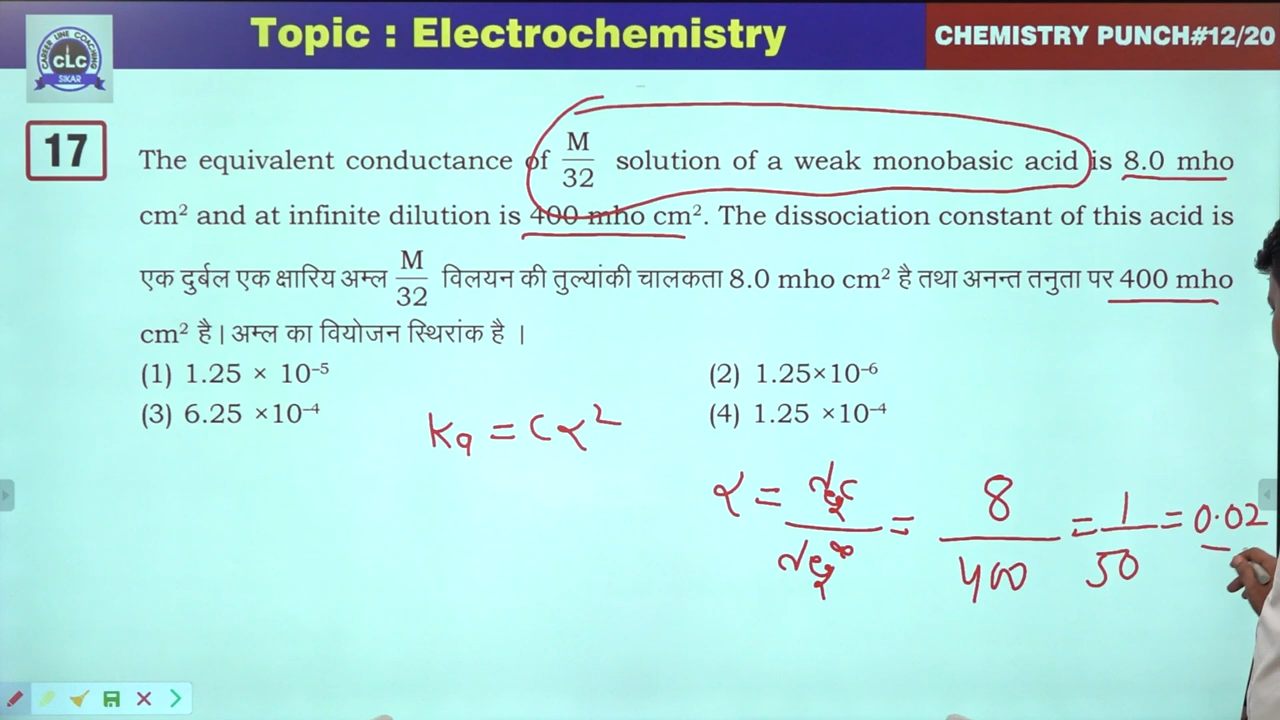 CAREER LINE COACHING
CLC
SIKAR
Topic : Electrochemistry
CHEMISTRY PUNCH#12/20
17
The equivalent conductance of M/32 solution of a weak monobasic acid is 8.0 mho
cm² and at infinite dilution is 400 mho cm². The dissociation constant of this acid is
एक दुर्बल एक क्षारिय अम्ल M/32 विलयन की तुल्यांकी चालकता 8.0 mho cm² है तथा अनन्त तनुता पर 400 mho
cm² है। अम्ल का वियोजन स्थिरांक है ।
(1) 1.25 × 10⁻⁵
(2) 1.25×10⁻⁶
(3) 6.25 ×10⁻⁴
(4) 1.25 ×10⁻⁴
Ka = Cα²
α = = 8/400 = 1/50 = 0.02